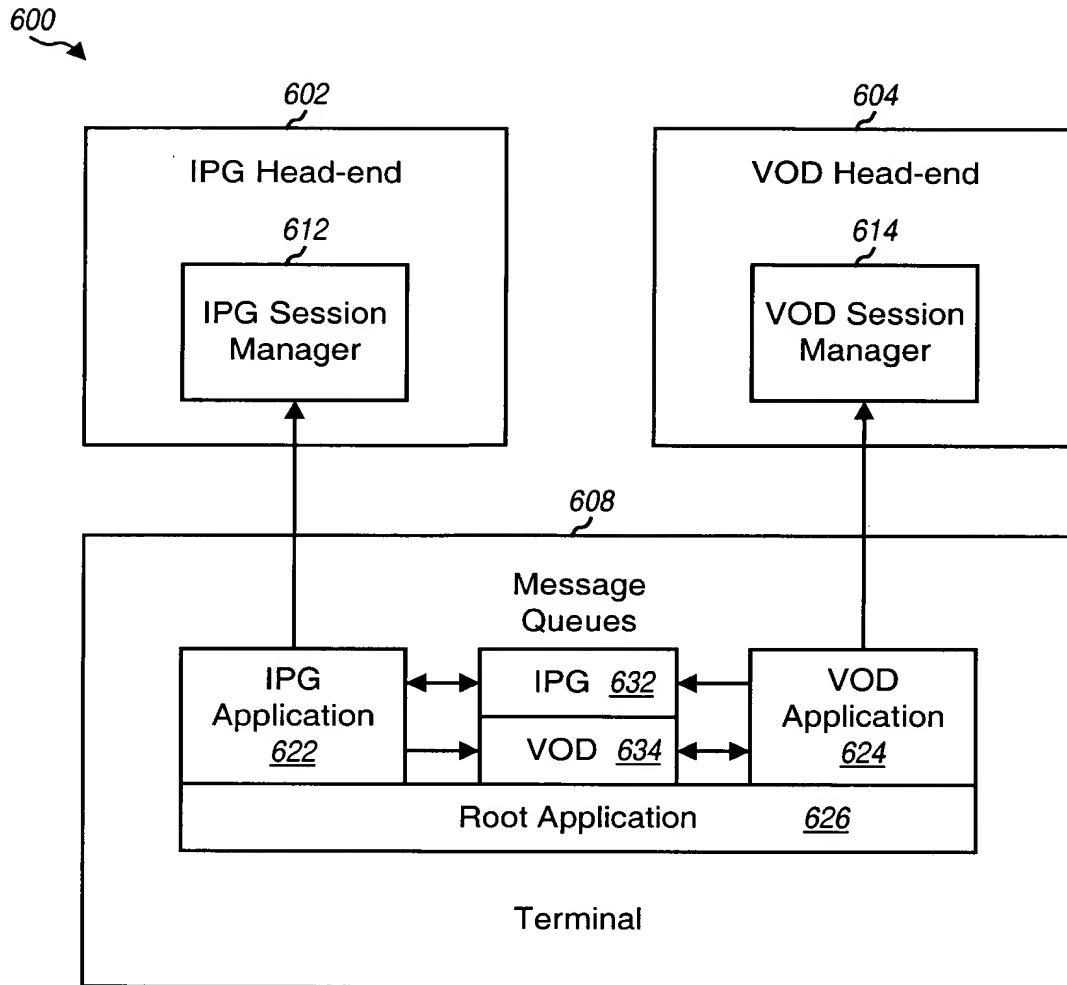 600
602
604
IPG Head-end
VOD Head-end
612
614
IPG Session
Manager
VOD Session
Manager
608
Message
Queues
IPG
Application
622
IPG 632
VOD 634
VOD
Application
624
Root Application 626
Terminal